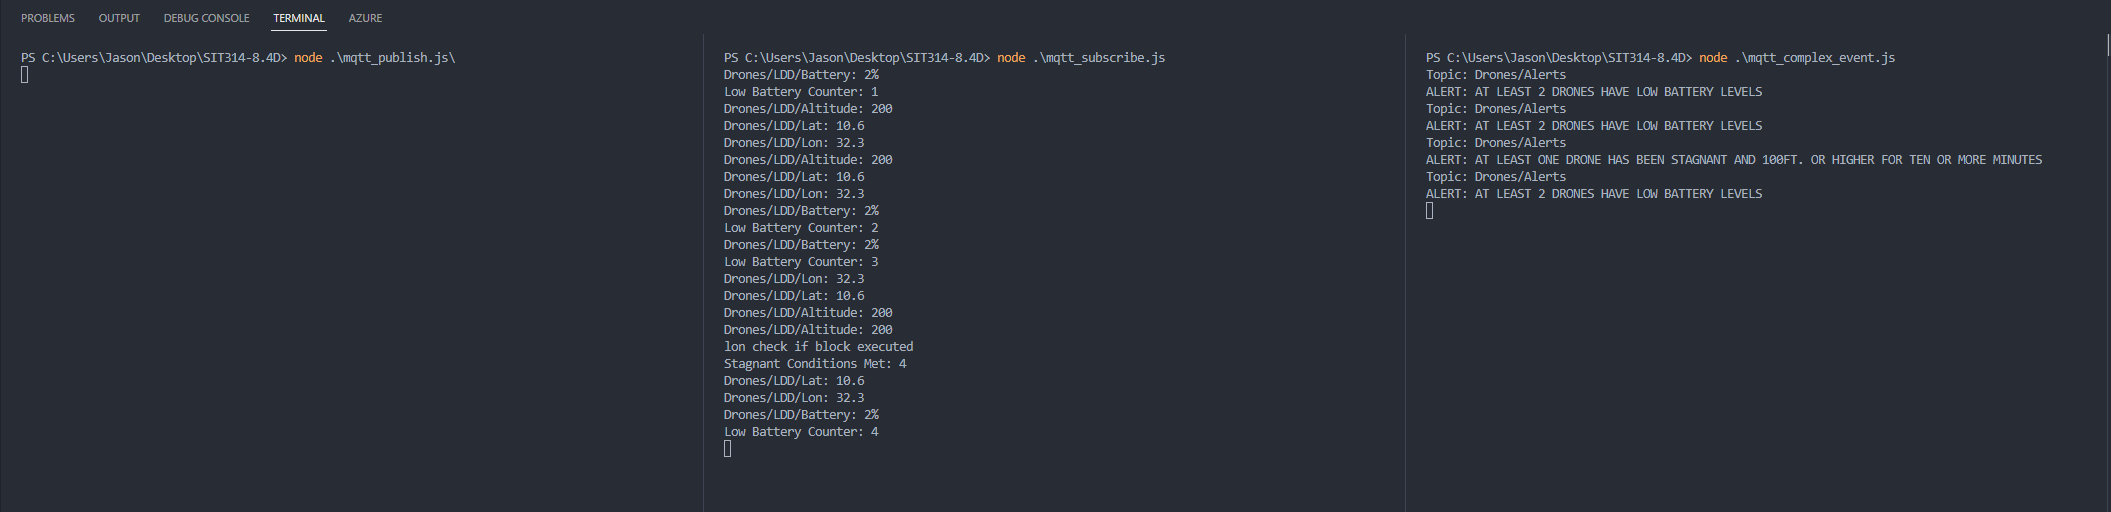 PROBLEMS OUTPUT DEBUG CONSOLE TERMINAL AZURE
PS C:\Users\Jason\Desktop\SIT314-8.4D> node .\mqtt_publish.js\
PS C:\Users\Jason\Desktop\SIT314-8.4D> node .\mqtt_subscribe.js
Drones/LDD/Battery: 2%
Low Battery Counter: 1
Drones/LDD/Altitude: 200
Drones/LDD/Lat: 10.6
Drones/LDD/Lon: 32.3
Drones/LDD/Altitude: 200
Drones/LDD/Lat: 10.6
Drones/LDD/Lon: 32.3
Drones/LDD/Battery: 2%
Low Battery Counter: 2
Drones/LDD/Battery: 2%
Low Battery Counter: 3
Drones/LDD/Lon: 32.3
Drones/LDD/Lat: 10.6
Drones/LDD/Altitude: 200
Drones/LDD/Altitude: 200
lon check if block executed
Stagnant Conditions Met: 4
Drones/LDD/Lat: 10.6
Drones/LDD/Lon: 32.3
Drones/LDD/Battery: 2%
Low Battery Counter: 4
PS C:\Users\Jason\Desktop\SIT314-8.4D> node .\mqtt_complex_event.js
Topic: Drones/Alerts
ALERT: AT LEAST 2 DRONES HAVE LOW BATTERY LEVELS
Topic: Drones/Alerts
ALERT: AT LEAST 2 DRONES HAVE LOW BATTERY LEVELS
Topic: Drones/Alerts
ALERT: AT LEAST ONE DRONE HAS BEEN STAGNANT AND 100FT. OR HIGHER FOR TEN OR MORE MINUTES
Topic: Drones/Alerts
ALERT: AT LEAST 2 DRONES HAVE LOW BATTERY LEVELS